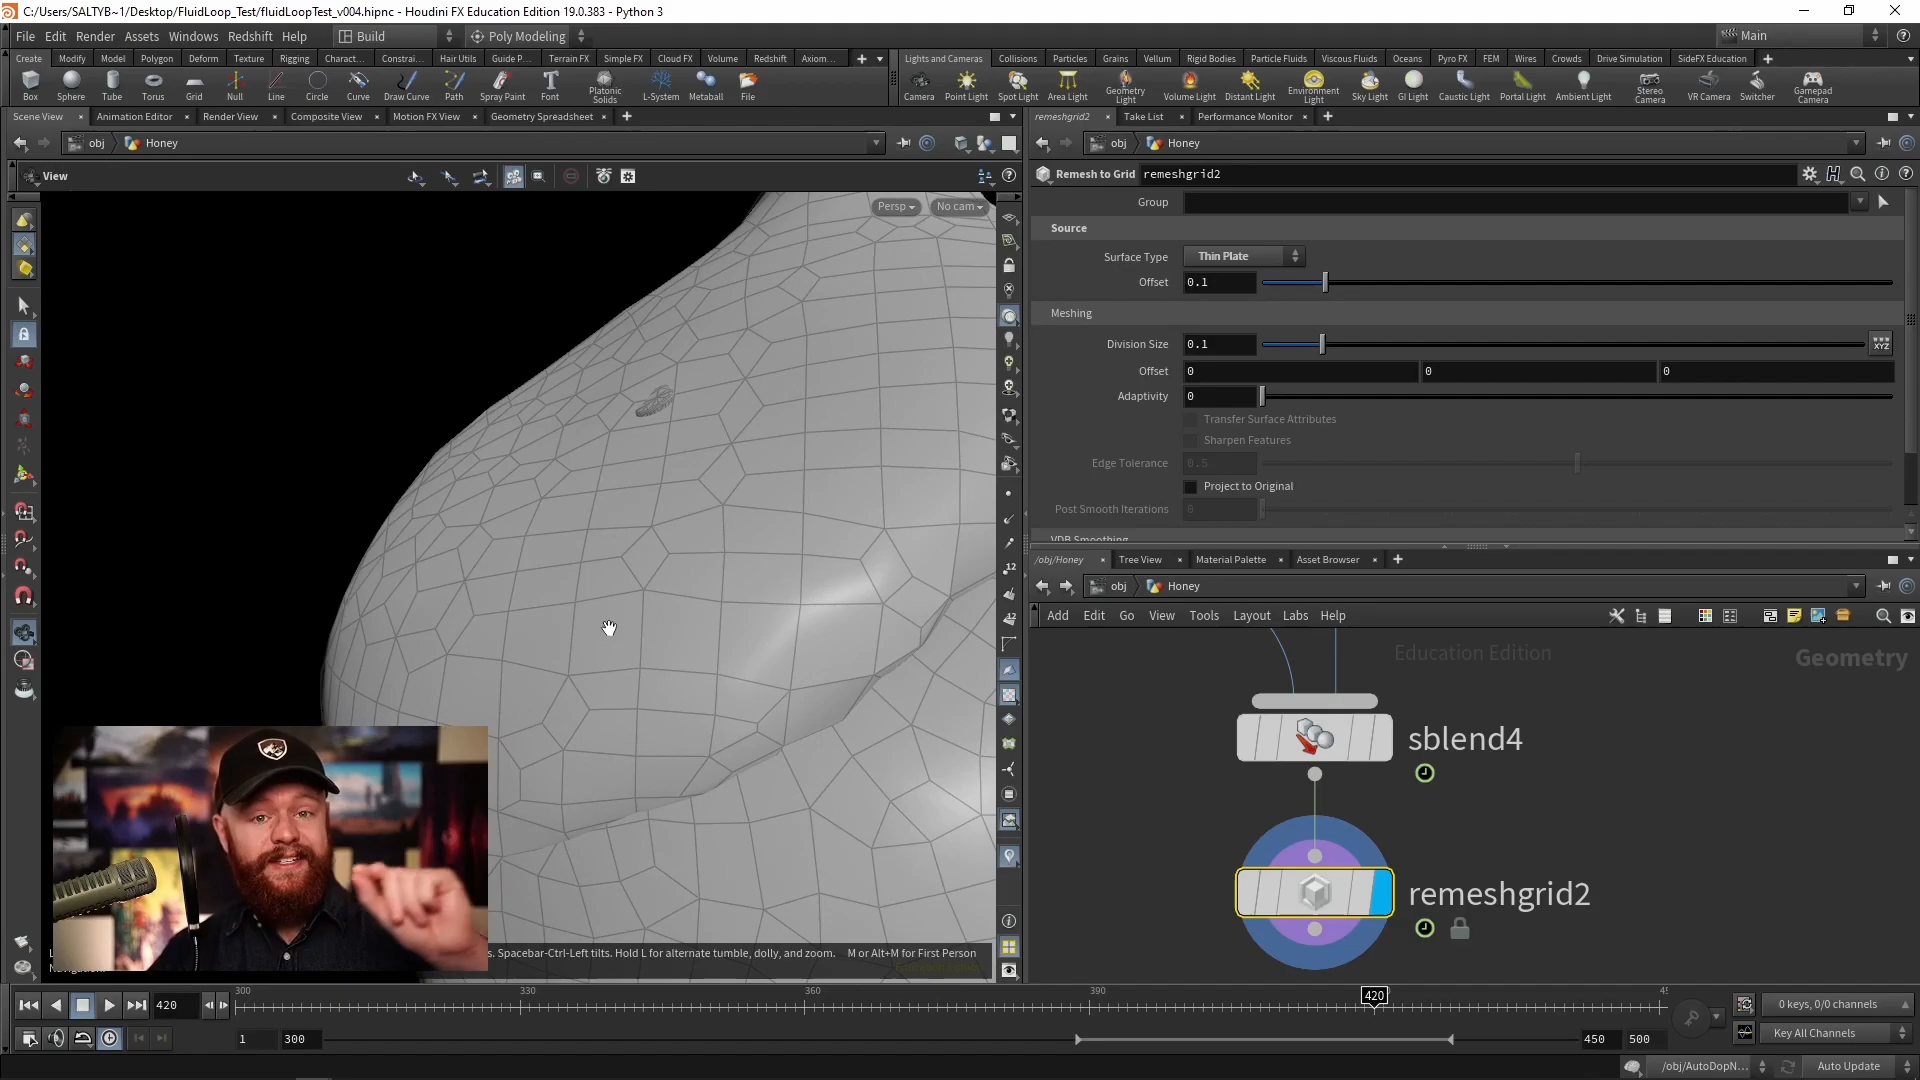 C:/Users/SALTYB~1/Desktop/FluidLoop_Test/fluidLoopTest_v004.hipnc - Houdini FX Education Edition 19.0.383 - Python 3
File Edit Render Assets Windows Redshift Help Build Poly Modeling Main
Create Modify Model Polygon Deform Texture Rigging Charact... Constrai... Hair Utils Guide P... Terrain FX Simple FX Cloud FX Volume Redshift Axiom...
Lights and Cameras Collisions Particles Grains Vellum Rigid Bodies Particle Fluids Viscous Fluids Oceans Pyro FX FEM Wires Crowds Drive Simulation SideFX Education
Box Sphere Tube Torus Grid Null Line Circle Curve Draw Curve Path Spray Paint Font Platonic Solids L-System Metaball File
Camera Point Light Spot Light Area Light Geometry Light Volume Light Distant Light Environment Light Sky Light GI Light Caustic Light Portal Light Ambient Light Stereo Camera VR Camera Switcher Gamepad Camera
Scene View Animation Editor Render View Composite View Motion FX View Geometry Spreadsheet
obj Honey
View
Persp No cam
12
12
s. Spacebar-Ctrl-Left tilts. Hold L for alternate tumble, dolly, and zoom. M or Alt+M for First Person
remeshgrid2 Take List Performance Monitor
obj Honey
Remesh to Grid remeshgrid2
Group
Source
Surface Type Thin Plate
Offset 0.1
Meshing
Division Size 0.1 XYZ
Offset 0 0 0
Adaptivity 0
Transfer Surface Attributes
Sharpen Features
Edge Tolerance 0.5
Project to Original
Post Smooth Iterations 0
VDB Smoothing
/obj/Honey Tree View Material Palette Asset Browser
obj Honey
Add Edit Go View Tools Layout Labs Help
Education Edition Geometry
sblend4
remeshgrid2
420 300 330 360 390 420
1 300 450 500
0 keys, 0/0 channels
Key All Channels
/obj/AutoDopN... Auto Update